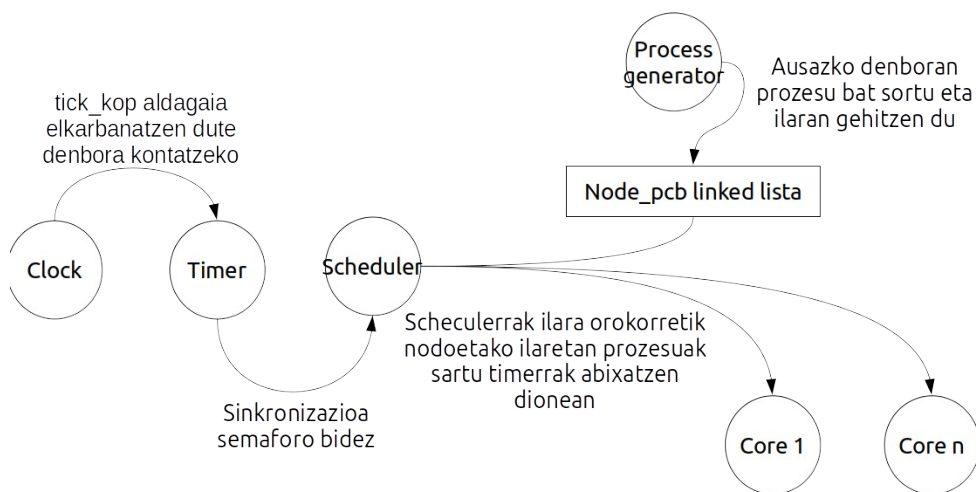 Process
generator
Ausazko denboran
prozesu bat sortu eta
ilaran gehitzen du
tick_kop aldagaia
elkarbanatzen dute
denbora kontatzeko
Node_pcb linked lista
Clock
Timer
Scheduler
Scheculerrak ilara orokorretik
nodoetako ilaretan prozesuak
sartu timerrak abixatzen
dionean
Sinkronizazioa
semaforo bidez
Core 1
Core n